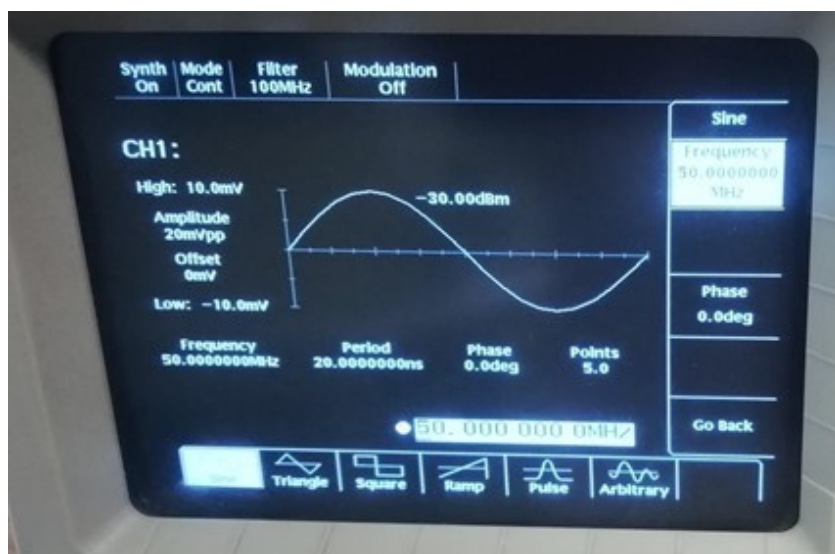 Synth Mode Filter Modulation
On Cont 100MHz Off
Sine
CH1:
Frequency
50.0000000
MHz
High: 10.0mV
-30.00dBm
Amplitude
20mVpp
Offset
0mV
Low: -10.0mV
Phase
0.0deg
Frequency Period Phase Points
50.0000000MHz 20.0000000ns 0.0deg 5.0
50.000 000 0MHz
Go Back
Sine Triangle Square Ramp Pulse Arbitrary